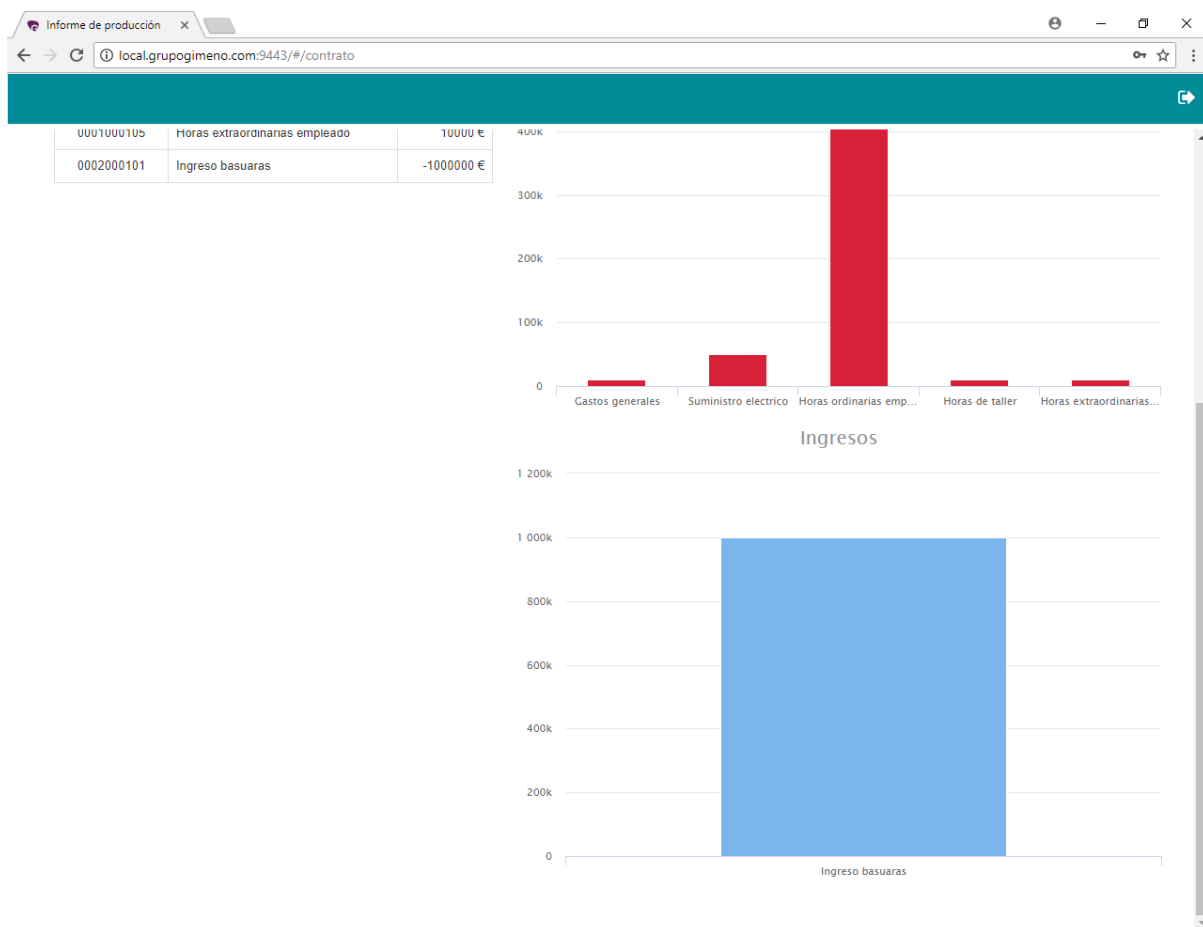 Informe de producción
local.grupogimeno.com:9443/#/contrato
0001000105 Horas extraordinarias empleado 10000 €
0002000101 Ingreso basuaras -1000000 €
400k
300k
200k
100k
0
Gastos generales Suministro electrico Horas ordinarias emp... Horas de taller Horas extraordinarias...
Ingresos
1 200k
1 000k
800k
600k
400k
200k
0
Ingreso basuaras